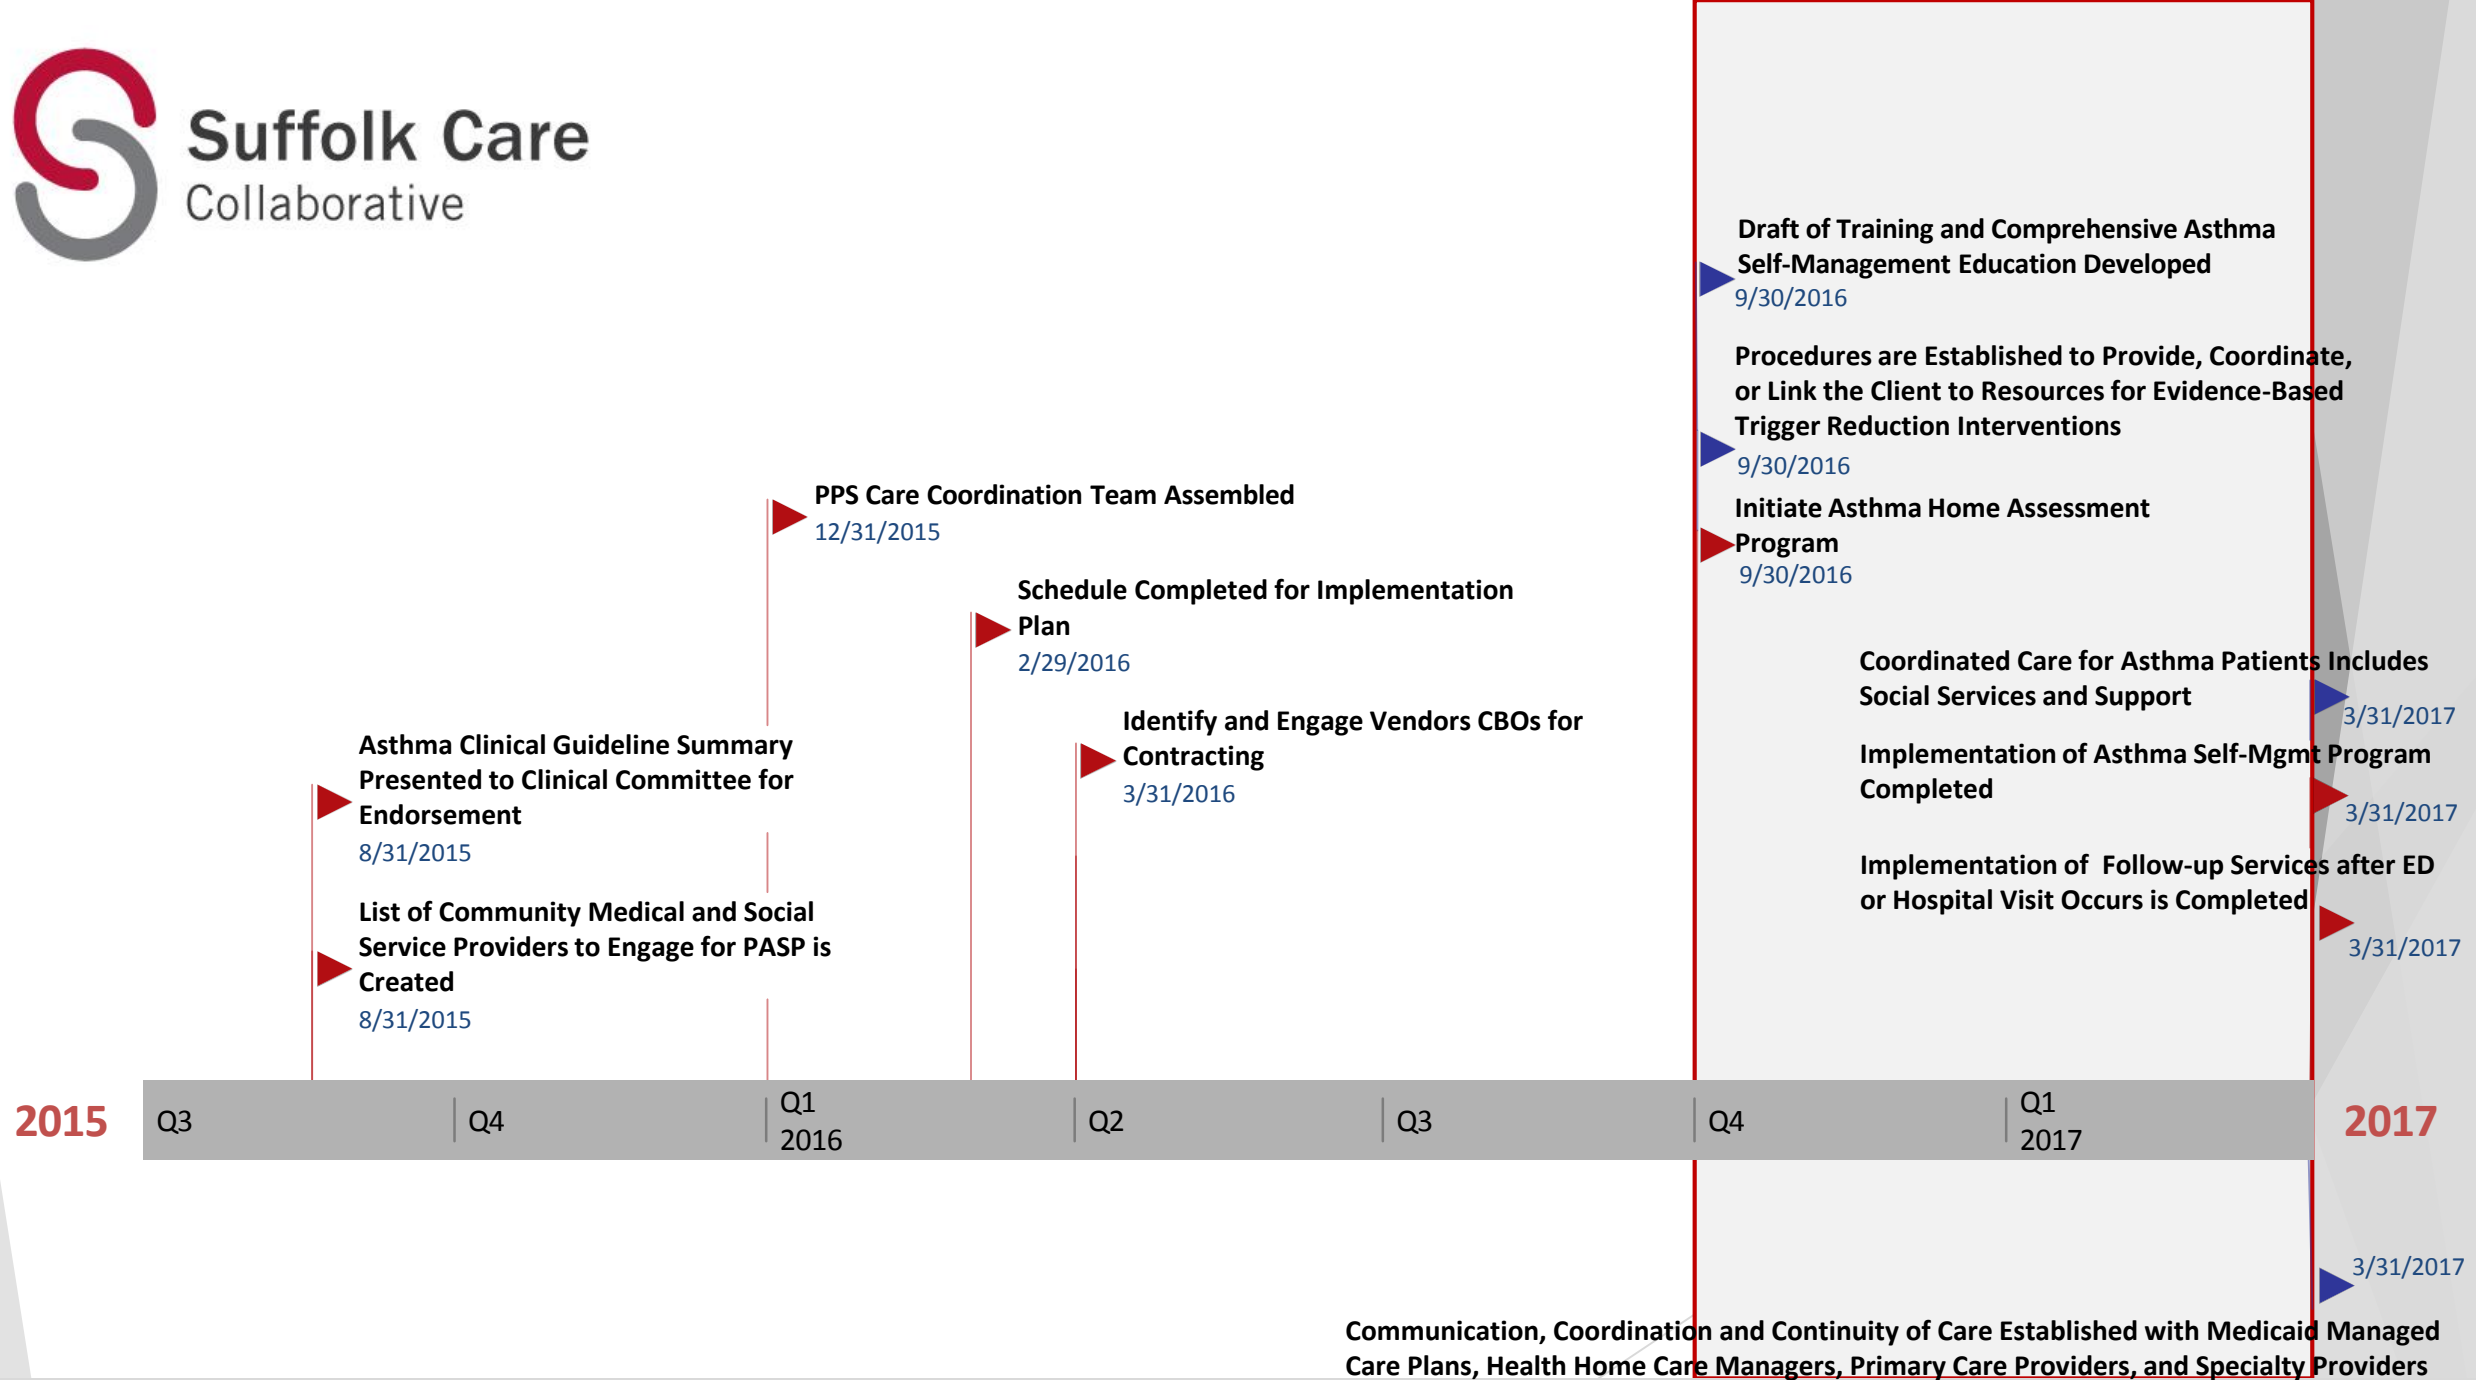 Suffolk Care
Collaborative
Draft of Training and Comprehensive Asthma
Self-Management Education Developed
9/30/2016
Procedures are Established to Provide, Coordinate,
or Link the Client to Resources for Evidence-Based
Trigger Reduction Interventions
9/30/2016
PPS Care Coordination Team Assembled
12/31/2015
Initiate Asthma Home Assessment
Program
9/30/2016
Schedule Completed for Implementation
Plan
2/29/2016
Coordinated Care for Asthma Patients Includes
Social Services and Support
3/31/2017
Identify and Engage Vendors CBOs for
Contracting
3/31/2016
Asthma Clinical Guideline Summary
Presented to Clinical Committee for
Endorsement
8/31/2015
Implementation of Asthma Self-Mgmt Program
Completed
3/31/2017
Implementation of  Follow-up Services after ED
or Hospital Visit Occurs is Completed
3/31/2017
List of Community Medical and Social
Service Providers to Engage for PASP is
Created
8/31/2015
2015
Q3
Q4
Q1
2016
Q2
Q3
Q4
Q1
2017
2017
3/31/2017
Communication, Coordination and Continuity of Care Established with Medicaid Managed
Care Plans, Health Home Care Managers, Primary Care Providers, and Specialty Providers